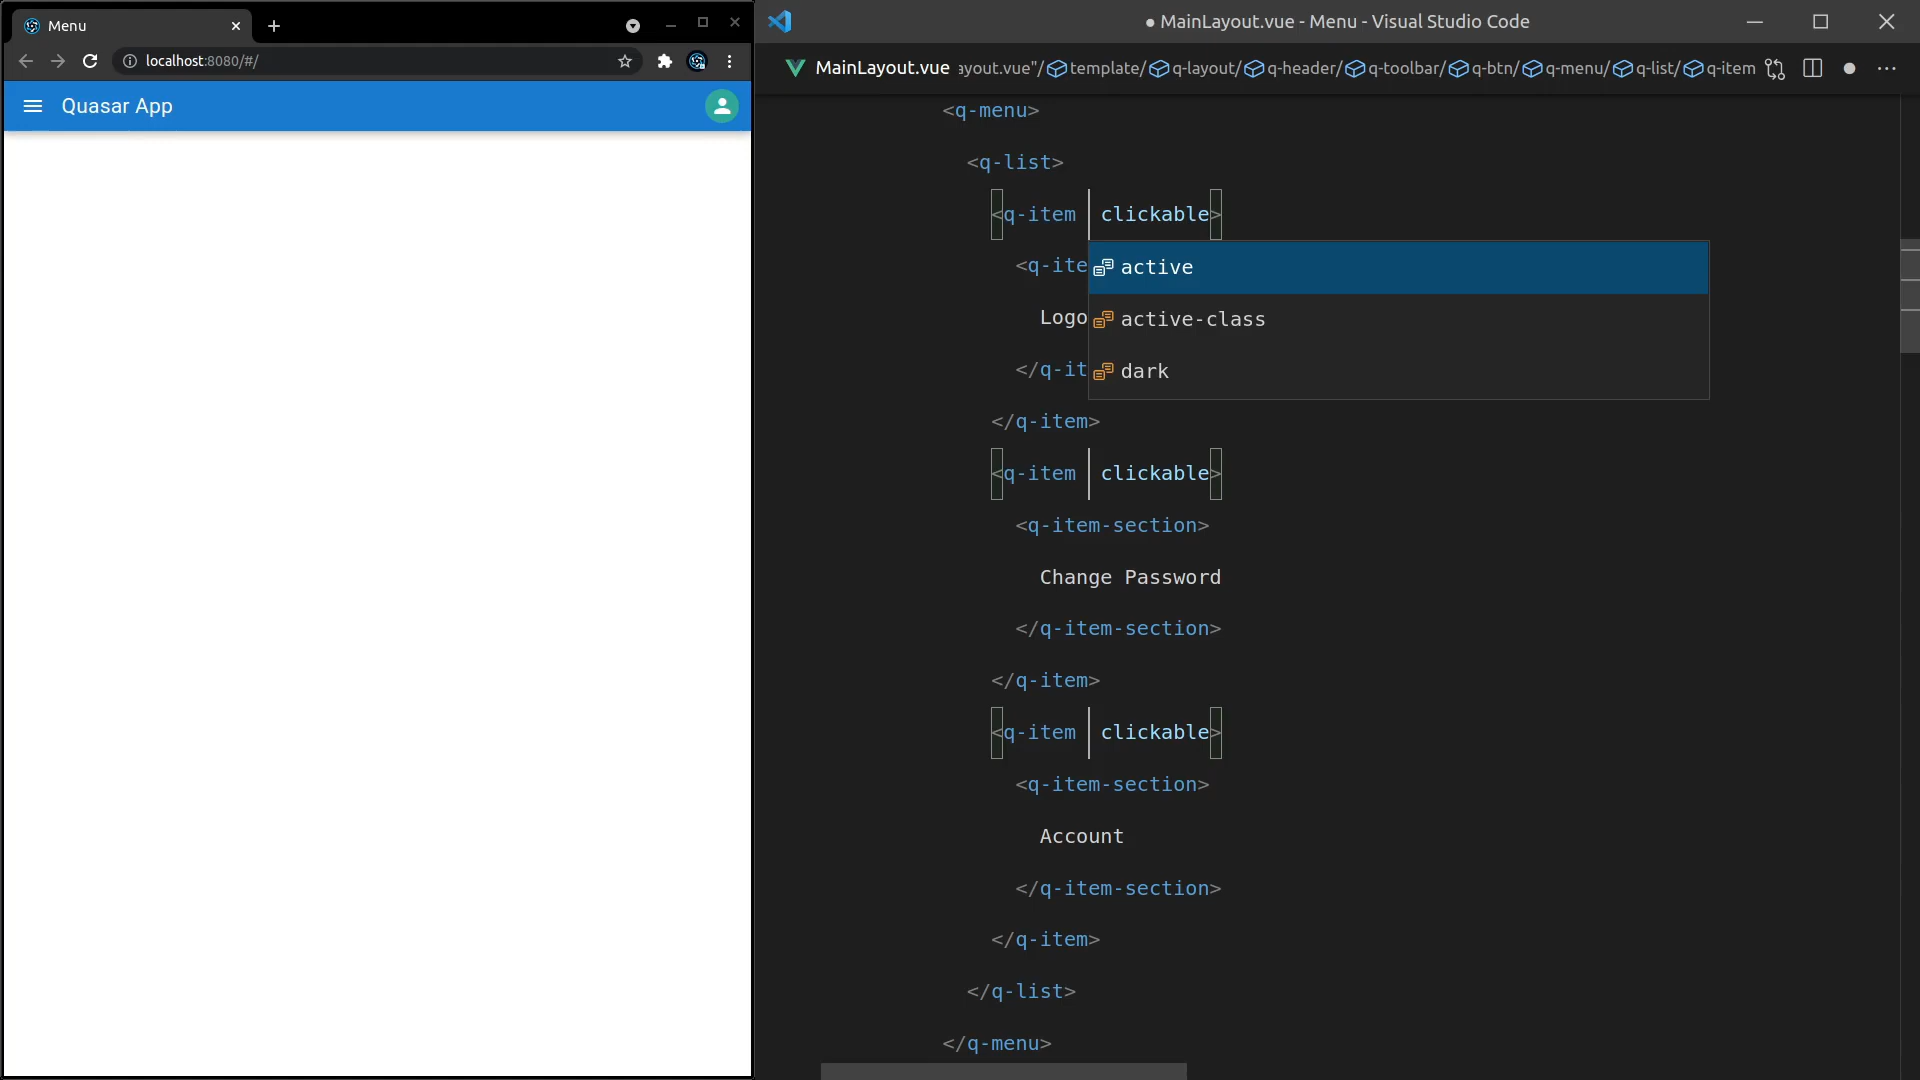 Menu
localhost:8080/#/
Quasar App
● MainLayout.vue - Menu - Visual Studio Code
MainLayout.vue ayout.vue"/ template/ q-layout/ q-header/ q-toolbar/ q-btn/ q-menu/ q-list/ q-item
<q-menu>
<q-list>
<q-item clickable>
<q-ite
active
active-class
Logo
dark
</q-it
</q-item>
<q-item clickable>
<q-item-section>
Change Password
</q-item-section>
</q-item>
<q-item clickable>
<q-item-section>
Account
</q-item-section>
</q-item>
</q-list>
</q-menu>